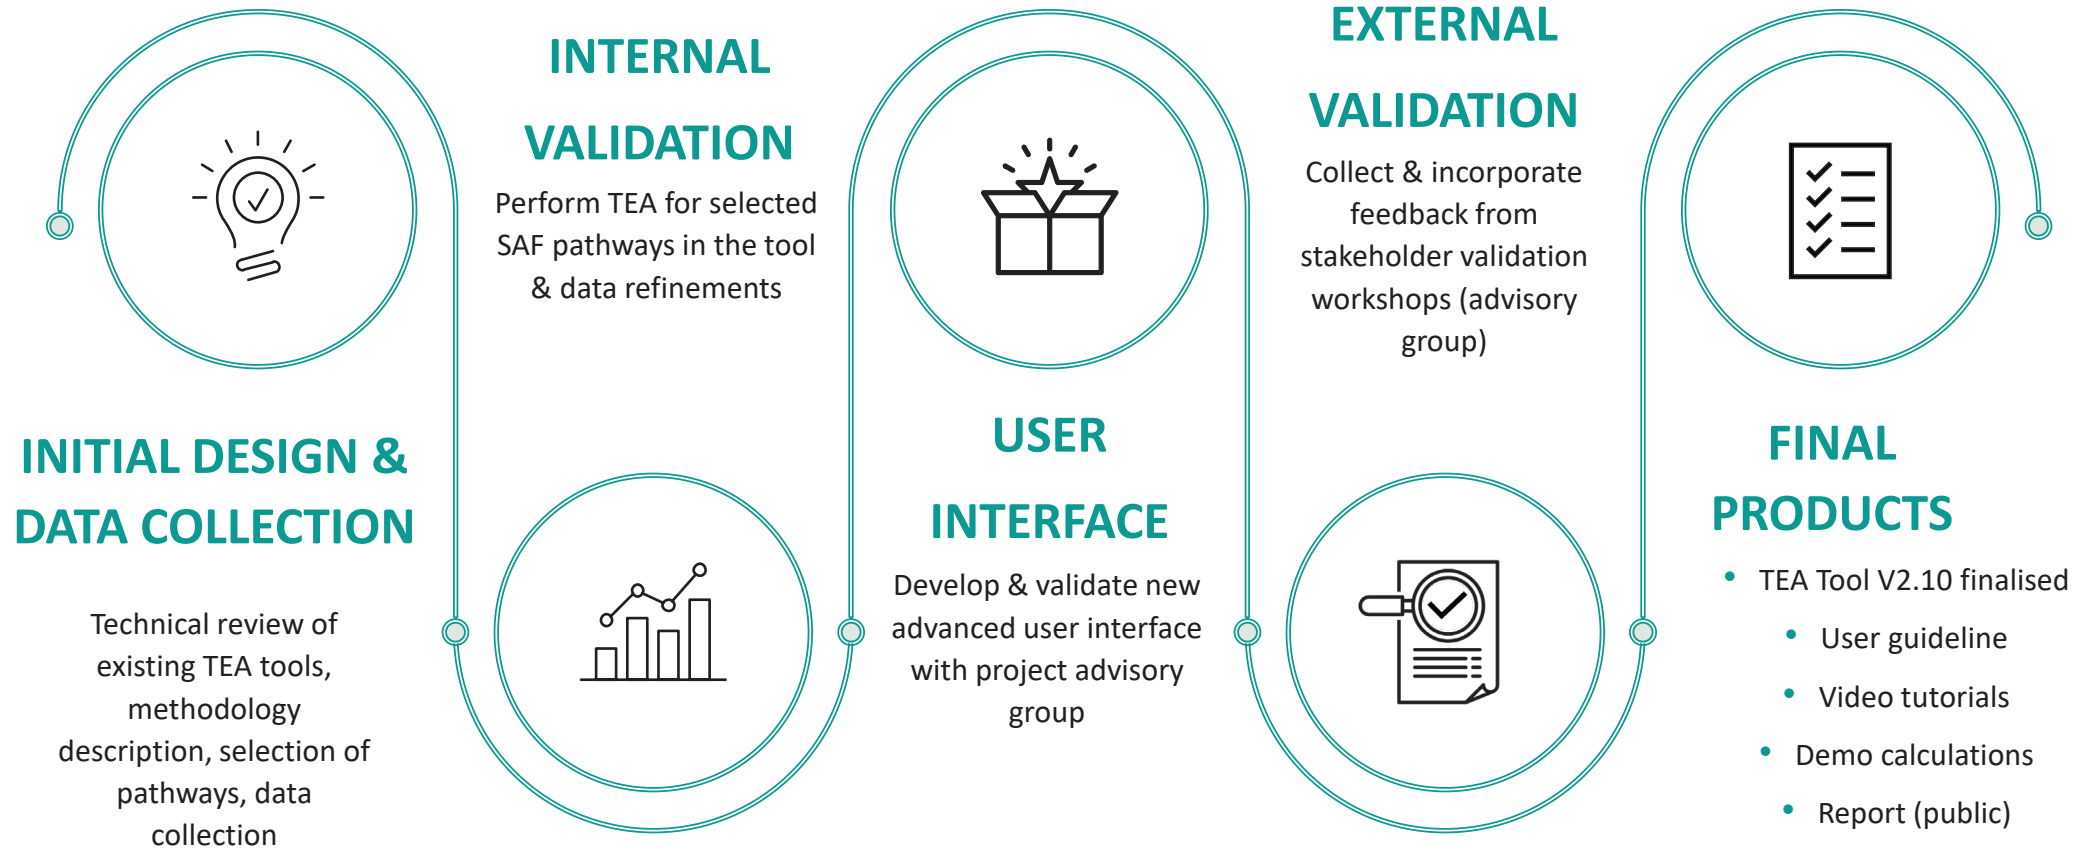 INITIAL DESIGN &
DATA COLLECTION
Technical review of
existing TEA tools,
methodology
description, selection of
pathways, data
collection
INTERNAL
VALIDATION
Perform TEA for selected
SAF pathways in the tool
& data refinements
USER
INTERFACE
Develop & validate new
advanced user interface
with project advisory
group
EXTERNAL
VALIDATION
Collect & incorporate
feedback from
stakeholder validation
workshops (advisory
group)
FINAL
PRODUCTS
• TEA Tool V2.10 finalised
• User guideline
• Video tutorials
• Demo calculations
• Report (public)